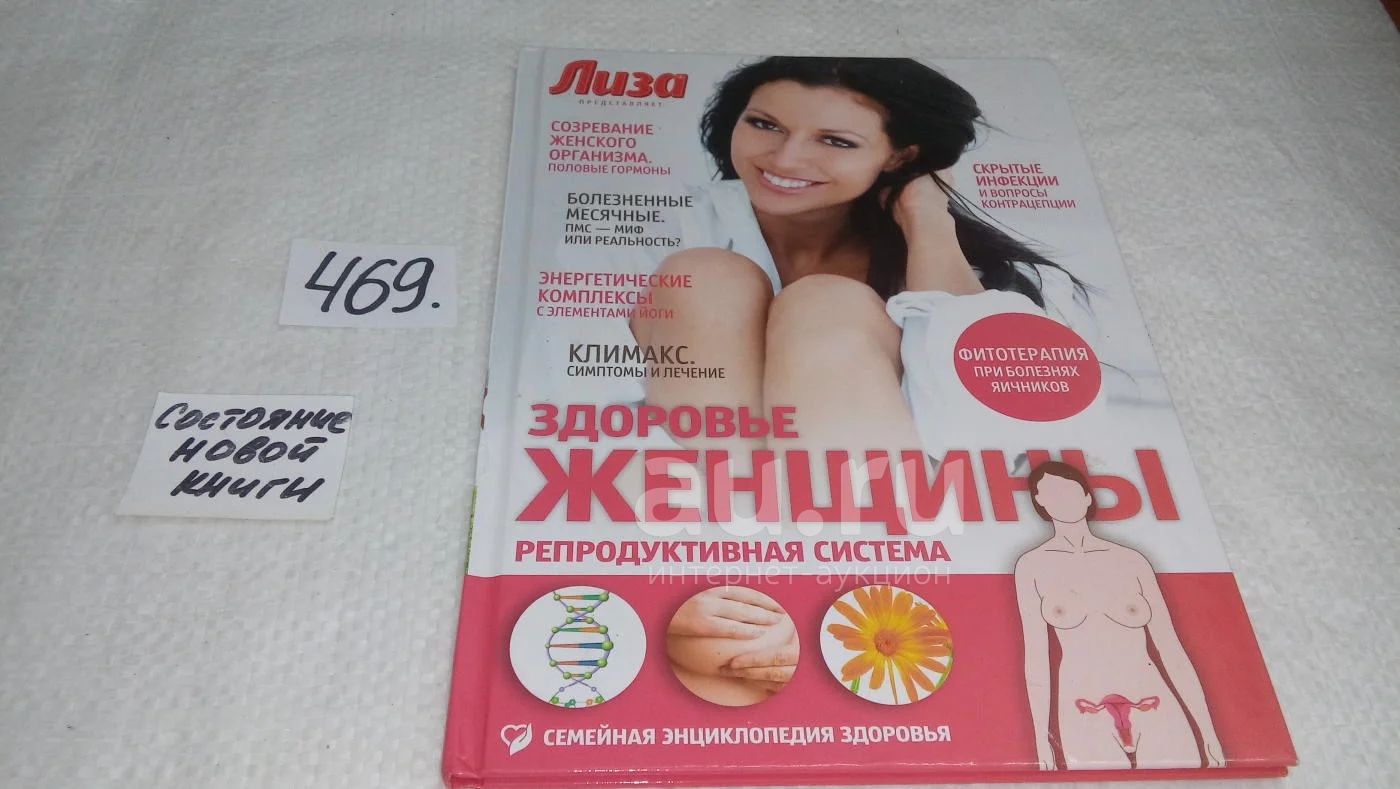 469.
Состояние
новой
книги
Лиза
ПРЕДСТАВЛЯЕТ
СОЗРЕВАНИЕ
ЖЕНСКОГО
ОРГАНИЗМА.
ПОЛОВЫЕ ГОРМОНЫ
БОЛЕЗНЕННЫЕ
МЕСЯЧНЫЕ.
ПМС — МИФ
ИЛИ РЕАЛЬНОСТЬ?
ЭНЕРГЕТИЧЕСКИЕ
КОМПЛЕКСЫ
С ЭЛЕМЕНТАМИ ЙОГИ
КЛИМАКС.
СИМПТОМЫ И ЛЕЧЕНИЕ
СКРЫТЫЕ
ИНФЕКЦИИ
И ВОПРОСЫ
КОНТРАЦЕПЦИИ
ФИТОТЕРАПИЯ
ПРИ БОЛЕЗНЯХ
ЯИЧНИКОВ
ЗДОРОВЬЕ
ЖЕНЩИНЫ
au.ru
РЕПРОДУКТИВНАЯ СИСТЕМА
интернет-аукцион
СЕМЕЙНАЯ ЭНЦИКЛОПЕДИЯ ЗДОРОВЬЯ